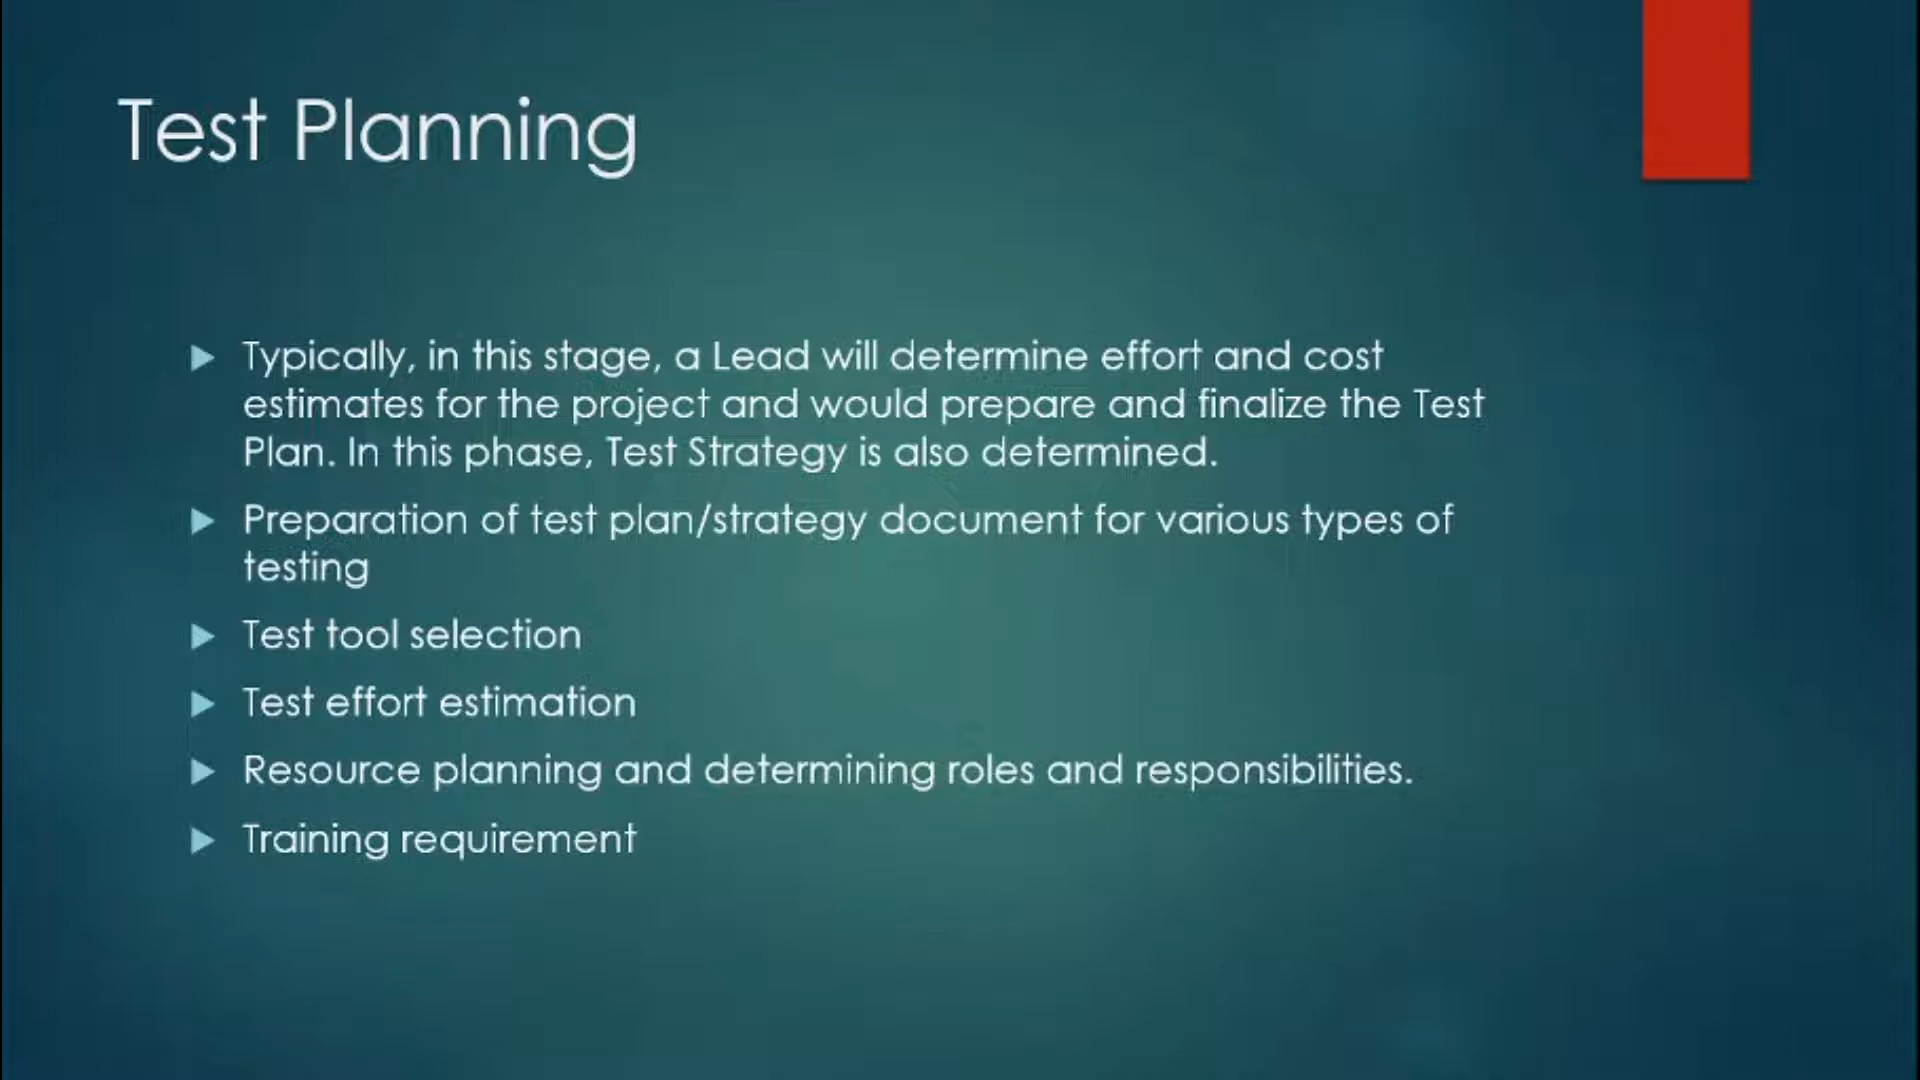 Test Planning
Typically, in this stage, a Lead will determine effort and cost
estimates for the project and would prepare and finalize the Test
Plan. In this phase, Test Strategy is also determined.
Preparation of test plan/strategy document for various types of
testing
Test tool selection
Test effort estimation
Resource planning and determining roles and responsibilities.
Training requirement